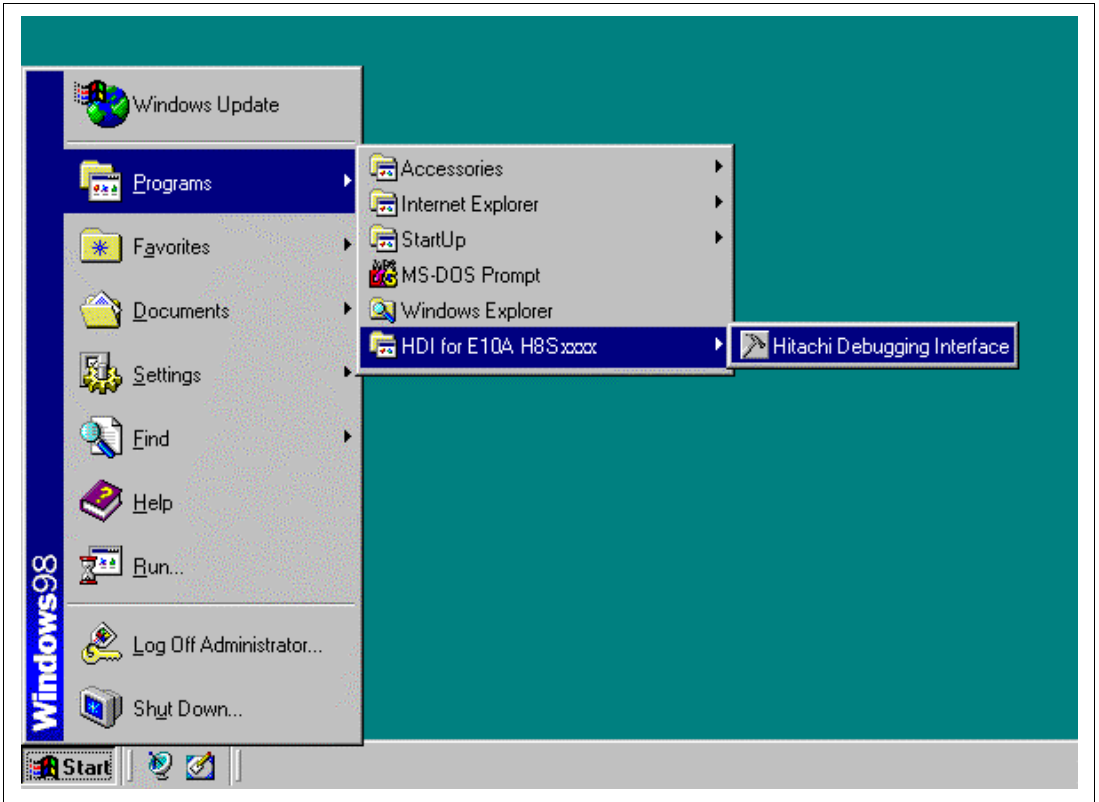 Windows Update
Programs
Favorites
Documents
Settings
Find
Help
Run...
Log Off Administrator...
Shut Down...
Windows98
Start
Accessories
Internet Explorer
StartUp
MS-DOS Prompt
Windows Explorer
HDI for E10A H8Sxxxx
Hitachi Debugging Interface